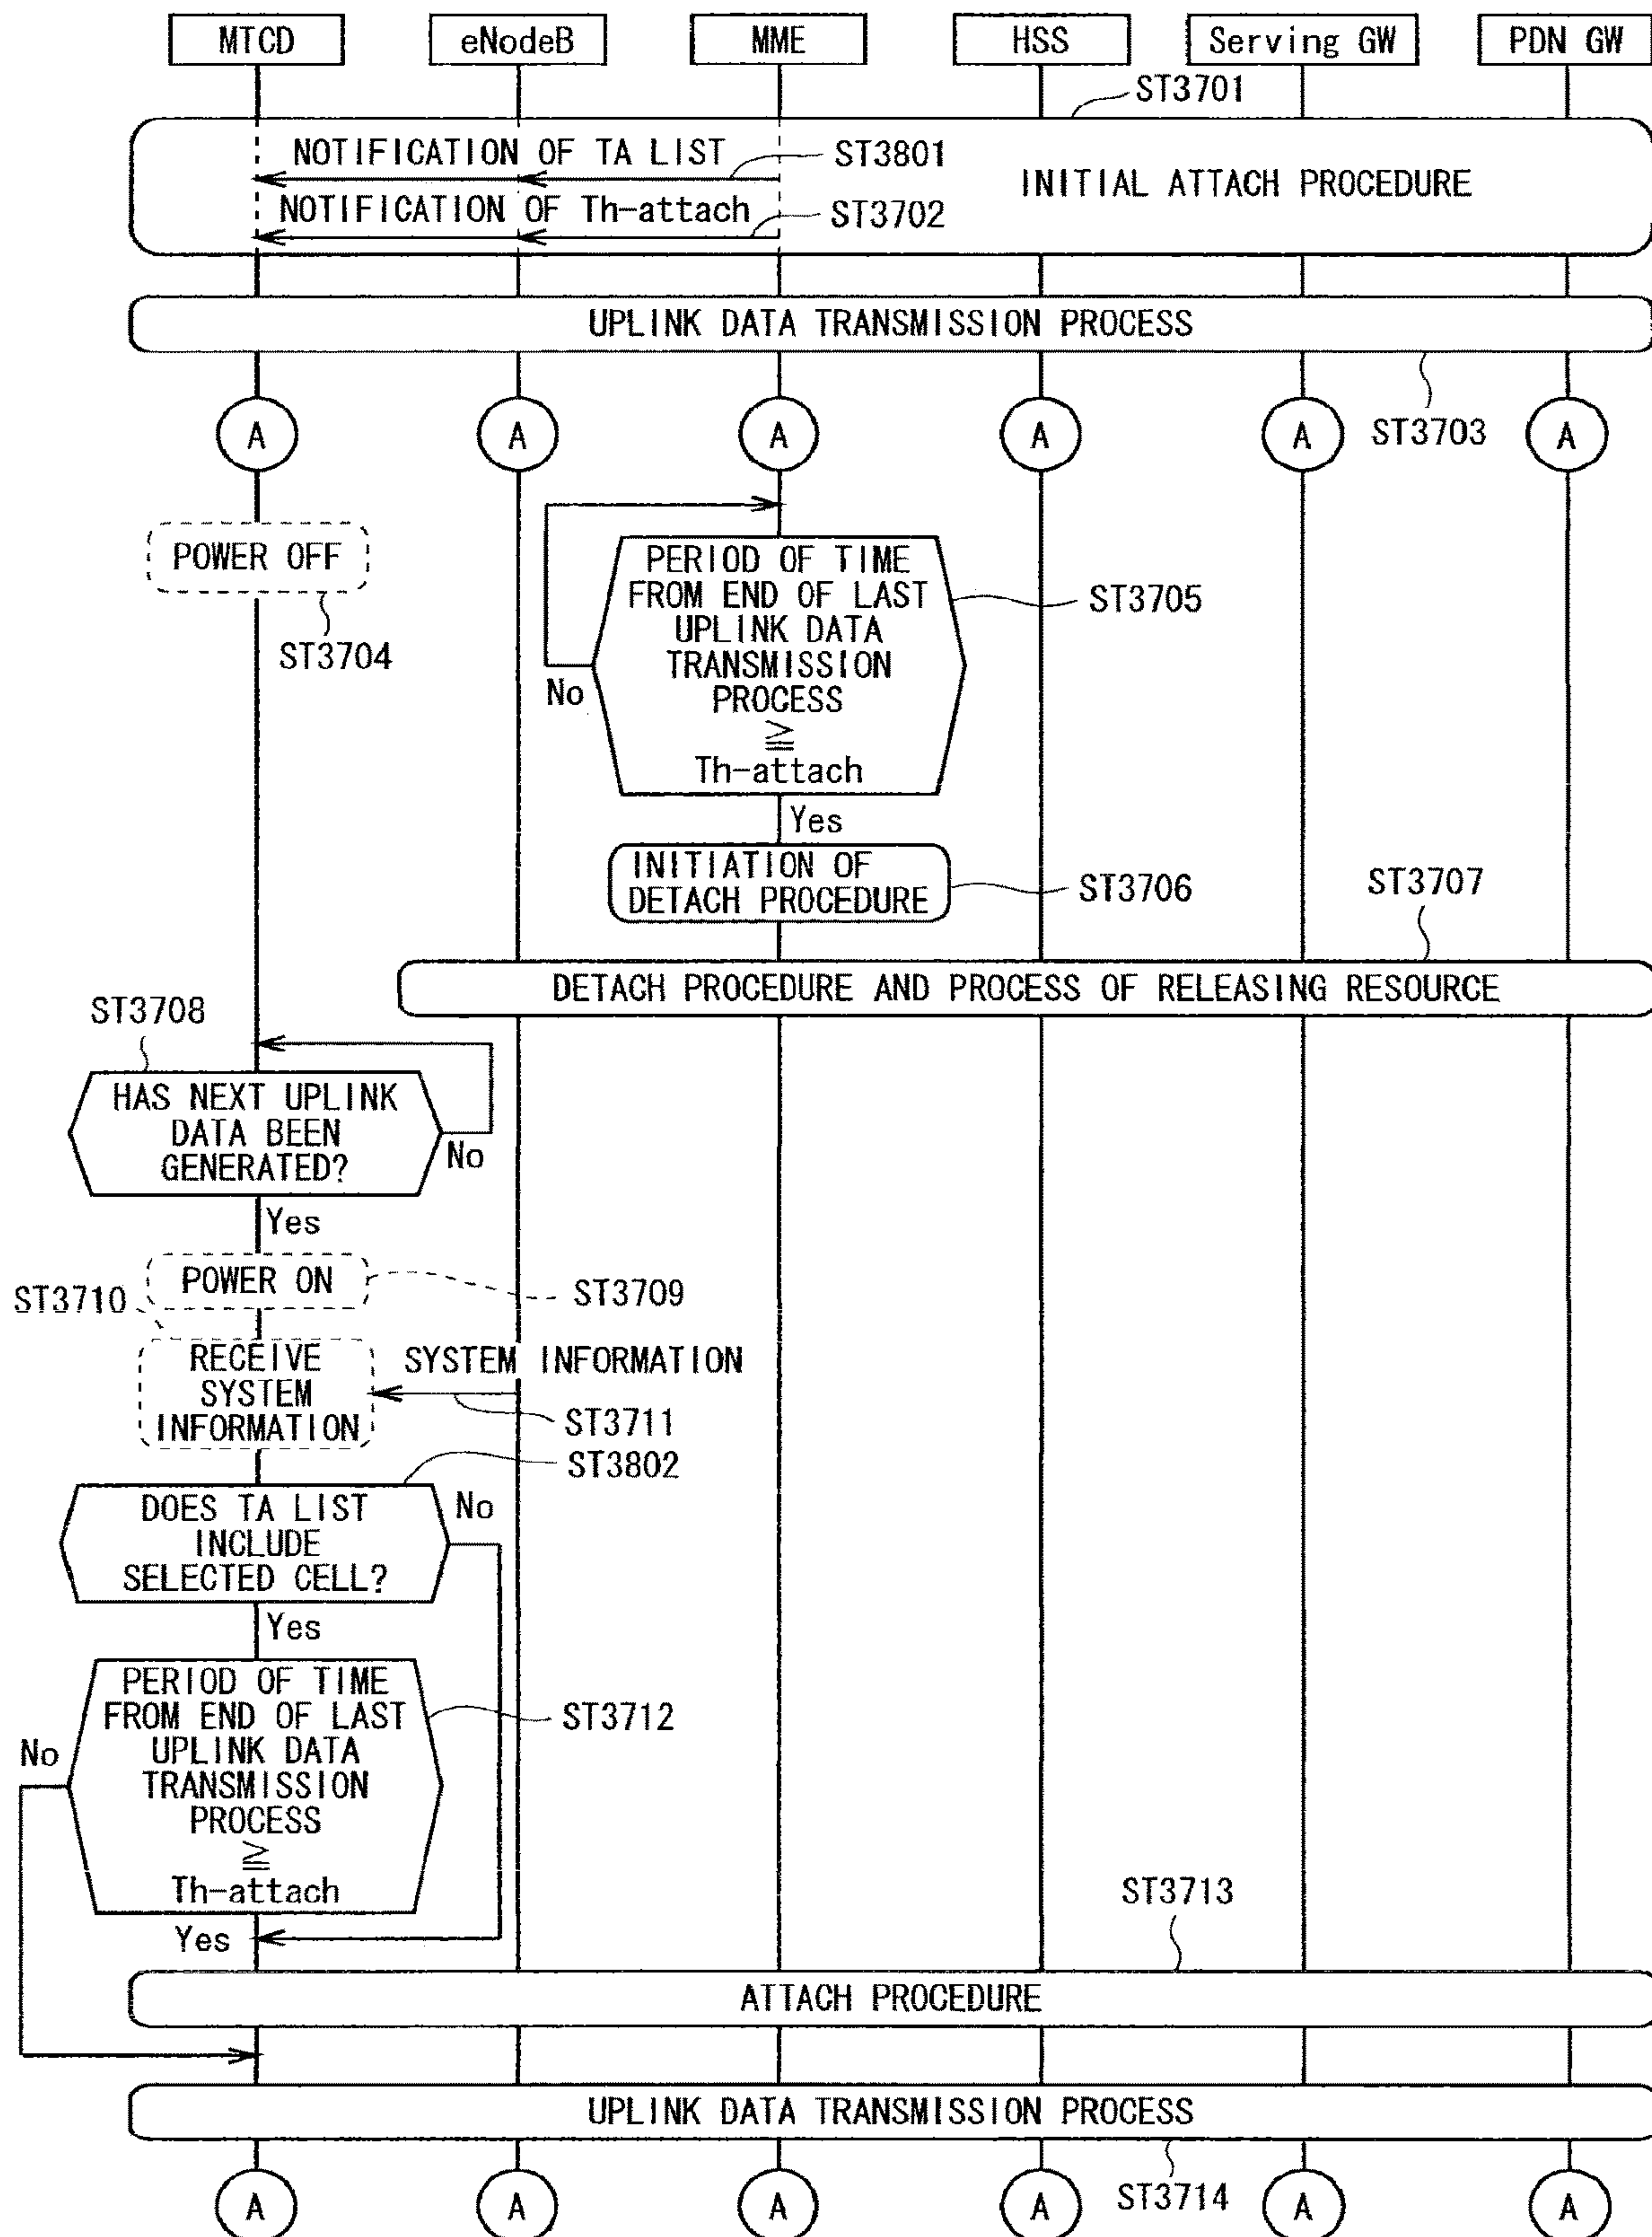 MTCD
eNodeB
MME
HSS
Serving GW
PDN GW
ST3701
NOTIFICATION OF TA LIST
ST3801
INITIAL ATTACH PROCEDURE
NOTIFICATION OF Th-attach
ST3702
UPLINK DATA TRANSMISSION PROCESS
A
A
A
A
A
ST3703
A
POWER OFF
ST3704
PERIOD OF TIME
FROM END OF LAST
UPLINK DATA
TRANSMISSION
PROCESS
≧
Th-attach
ST3705
No
Yes
INITIATION OF
DETACH PROCEDURE
ST3706
ST3707
DETACH PROCEDURE AND PROCESS OF RELEASING RESOURCE
ST3708
HAS NEXT UPLINK
DATA BEEN
GENERATED?
No
Yes
POWER ON
ST3709
ST3710
RECEIVE
SYSTEM
INFORMATION
SYSTEM INFORMATION
ST3711
ST3802
DOES TA LIST
INCLUDE
SELECTED CELL?
No
Yes
PERIOD OF TIME
FROM END OF LAST
UPLINK DATA
TRANSMISSION
PROCESS
≧
Th-attach
ST3712
No
Yes
ST3713
ATTACH PROCEDURE
UPLINK DATA TRANSMISSION PROCESS
A
A
A
A
ST3714
A
A